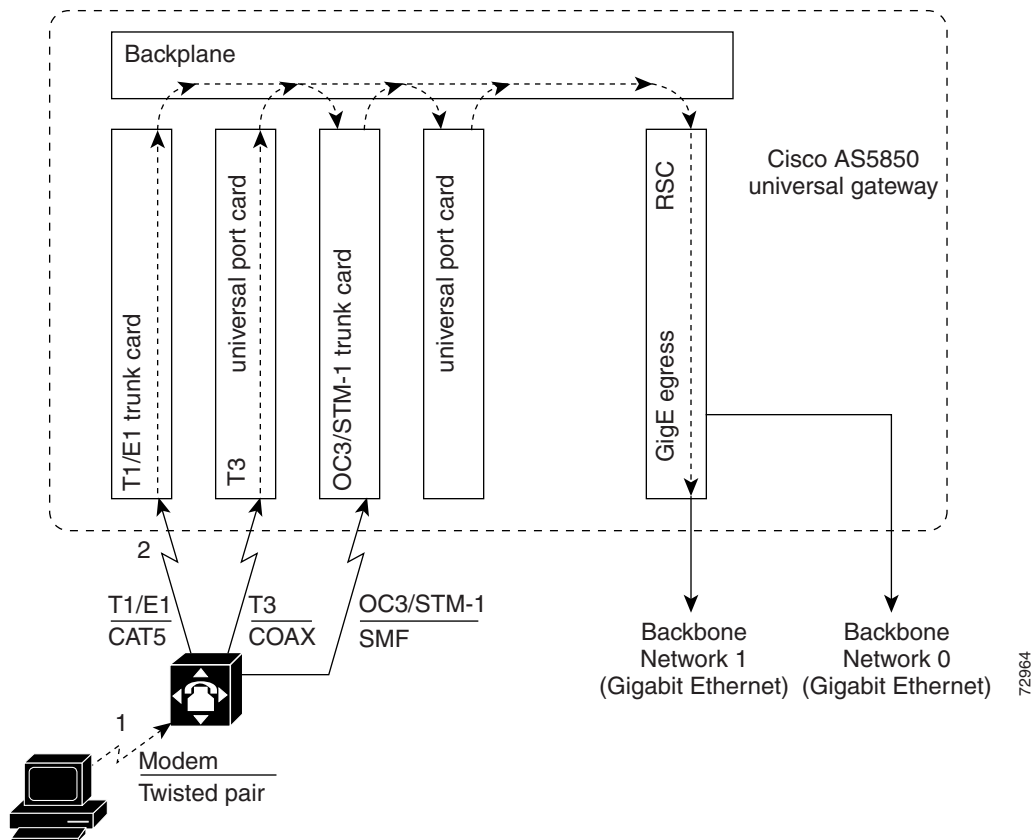 Backplane
Cisco AS5850
universal gateway
T1/E1 trunk card
T3 universal port card
OC3/STM-1 trunk card
universal port card
GigE egress RSC
2
T1/E1
CAT5
T3
COAX
OC3/STM-1
SMF
Backbone
Network 1
(Gigabit Ethernet)
Backbone
Network 0
(Gigabit Ethernet)
72964
1
Modem
Twisted pair